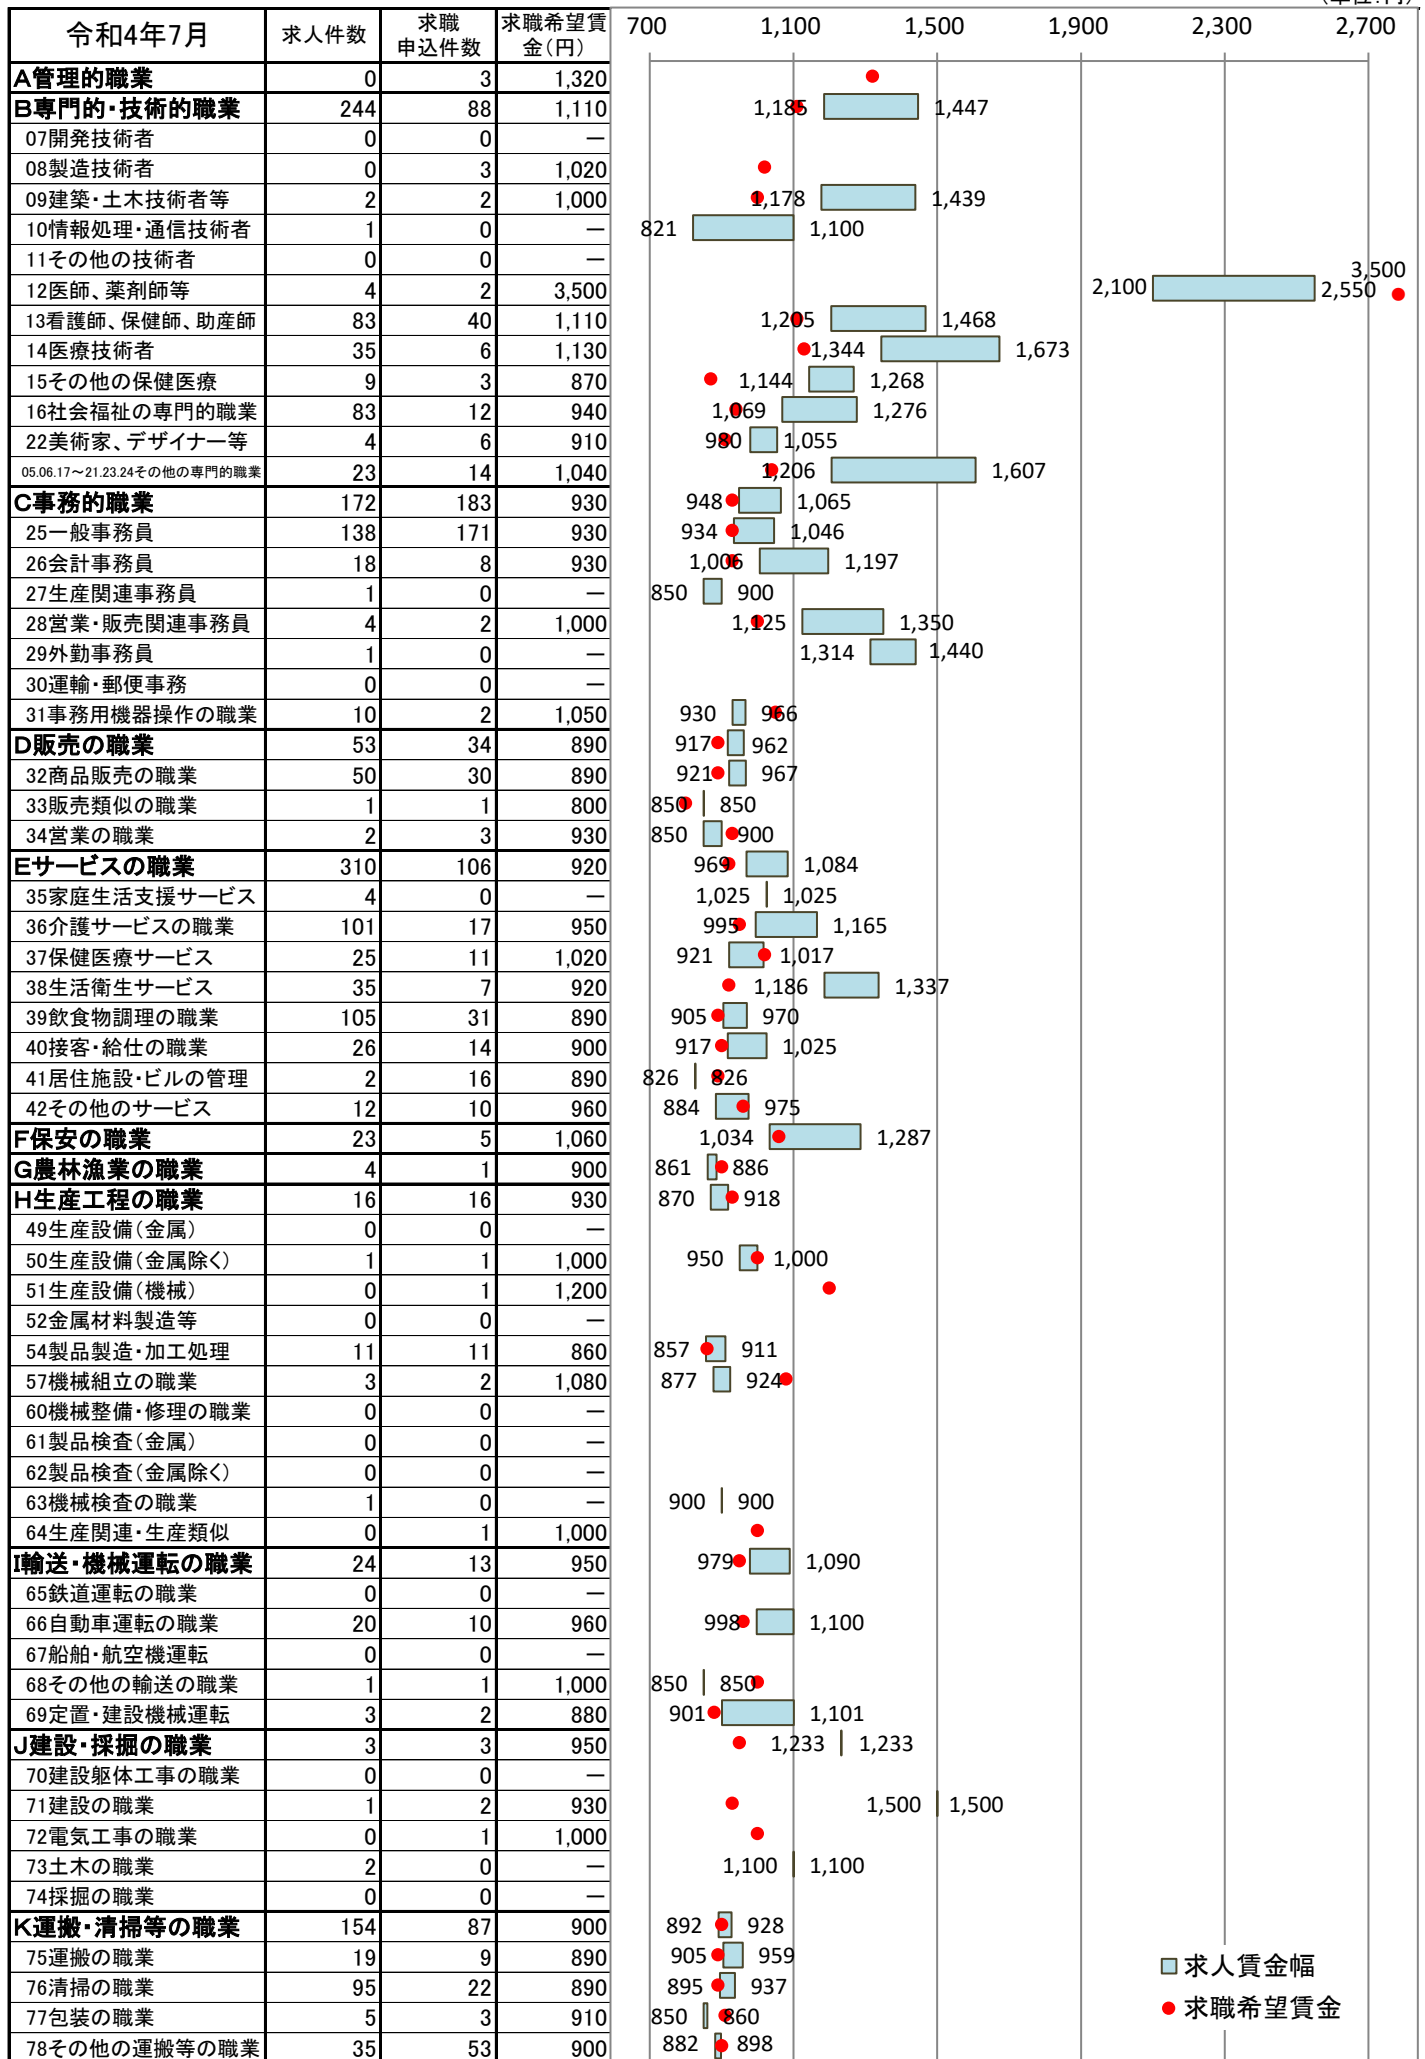 (単位:円)
令和4年7月 求人件数 求職申込件数 求職希望賃金(円) 700 1,100 1,500 1,900 2,300 2,700
A管理的職業 0 3 1,320
B専門的・技術的職業 244 88 1,110 1,185 1,447
07開発技術者 0 0 ―
08製造技術者 0 3 1,020
09建築・土木技術者等 2 2 1,000 1,178 1,439
10情報処理・通信技術者 1 0 ― 821 1,100
11その他の技術者 0 0 ―
12医師、薬剤師等 4 2 3,500 2,100 2,550 3,500
13看護師、保健師、助産師 83 40 1,110 1,205 1,468
14医療技術者 35 6 1,130 1,344 1,673
15その他の保健医療 9 3 870 1,144 1,268
16社会福祉の専門的職業 83 12 940 1,069 1,276
22美術家、デザイナー等 4 6 910 980 1,055
05.06.17～21.23.24その他の専門的職業 23 14 1,040 1,206 1,607
C事務的職業 172 183 930 948 1,065
25一般事務員 138 171 930 934 1,046
26会計事務員 18 8 930 1,006 1,197
27生産関連事務員 1 0 ― 850 900
28営業・販売関連事務員 4 2 1,000 1,125 1,350
29外勤事務員 1 0 ― 1,314 1,440
30運輸・郵便事務 0 0 ―
31事務用機器操作の職業 10 2 1,050 930 966
D販売の職業 53 34 890 917 962
32商品販売の職業 50 30 890 921 967
33販売類似の職業 1 1 800 850 850
34営業の職業 2 3 930 850 900
Eサービスの職業 310 106 920 969 1,084
35家庭生活支援サービス 4 0 ― 1,025 1,025
36介護サービスの職業 101 17 950 995 1,165
37保健医療サービス 25 11 1,020 921 1,017
38生活衛生サービス 35 7 920 1,186 1,337
39飲食物調理の職業 105 31 890 905 970
40接客・給仕の職業 26 14 900 917 1,025
41居住施設・ビルの管理 2 16 890 826 826
42その他のサービス 12 10 960 884 975
F保安の職業 23 5 1,060 1,034 1,287
G農林漁業の職業 4 1 900 861 886
H生産工程の職業 16 16 930 870 918
49生産設備(金属) 0 0 ―
50生産設備(金属除く) 1 1 1,000 950 1,000
51生産設備(機械) 0 1 1,200
52金属材料製造等 0 0 ―
54製品製造・加工処理 11 11 860 857 911
57機械組立の職業 3 2 1,080 877 924
60機械整備・修理の職業 0 0 ―
61製品検査(金属) 0 0 ―
62製品検査(金属除く) 0 0 ―
63機械検査の職業 1 0 ― 900 900
64生産関連・生産類似 0 1 1,000
I輸送・機械運転の職業 24 13 950 979 1,090
65鉄道運転の職業 0 0 ―
66自動車運転の職業 20 10 960 998 1,100
67船舶・航空機運転 0 0 ―
68その他の輸送の職業 1 1 1,000 850 850
69定置・建設機械運転 3 2 880 901 1,101
J建設・採掘の職業 3 3 950 1,233 1,233
70建設躯体工事の職業 0 0 ―
71建設の職業 1 2 930 1,500 1,500
72電気工事の職業 0 1 1,000
73土木の職業 2 0 ― 1,100 1,100
74採掘の職業 0 0 ―
K運搬・清掃等の職業 154 87 900 892 928
75運搬の職業 19 9 890 905 959
76清掃の職業 95 22 890 895 937
77包装の職業 5 3 910 850 860
78その他の運搬等の職業 35 53 900 882 898
求人賃金幅
求職希望賃金